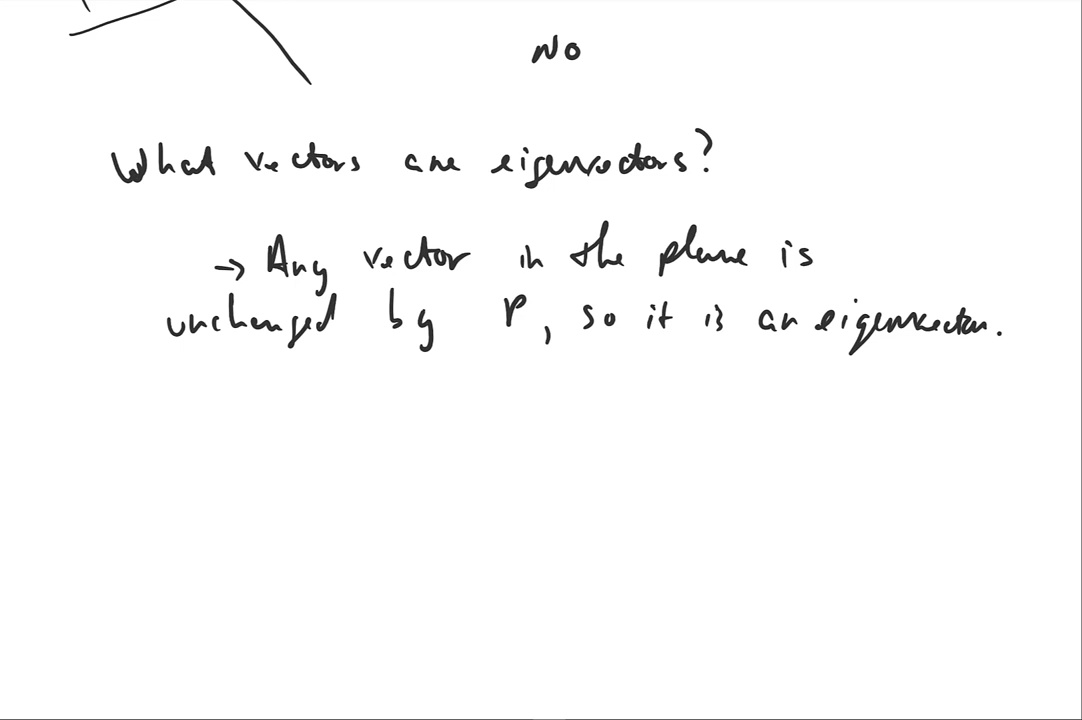 No
What vectors are eigenvectors?
→ Any vector in the plane is
unchanged by P, so it is an eigenvector.